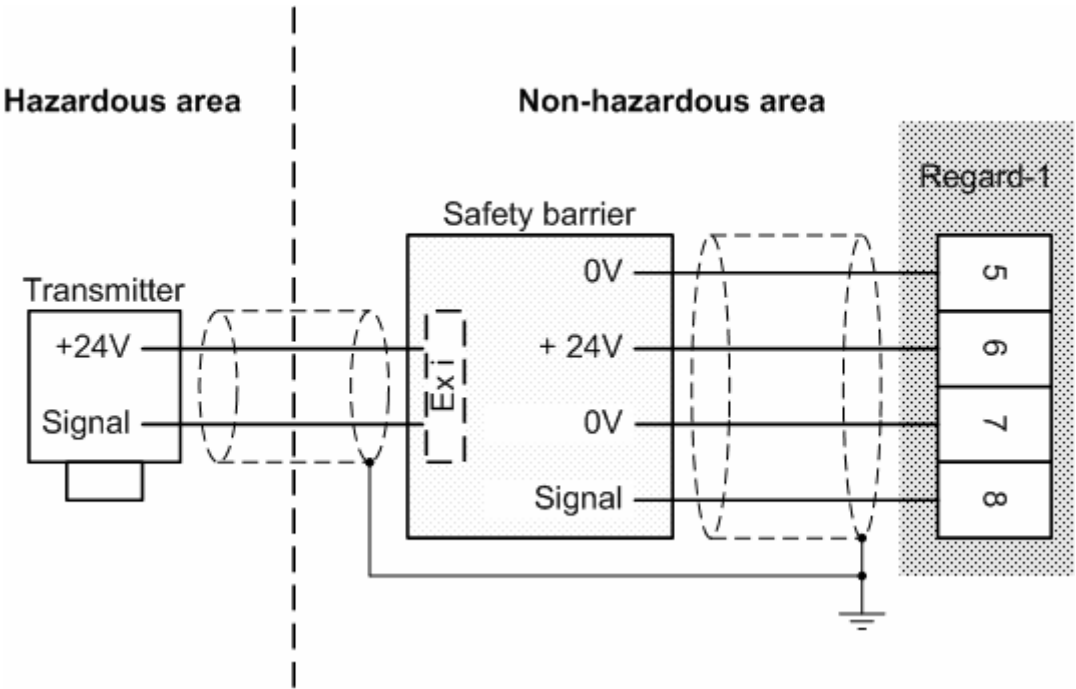 Hazardous area
Non-hazardous area
Regard-1
Safety barrier
Transmitter
0V
5
+24V
+ 24V
6
Ex i
Signal
0V
7
Signal
8